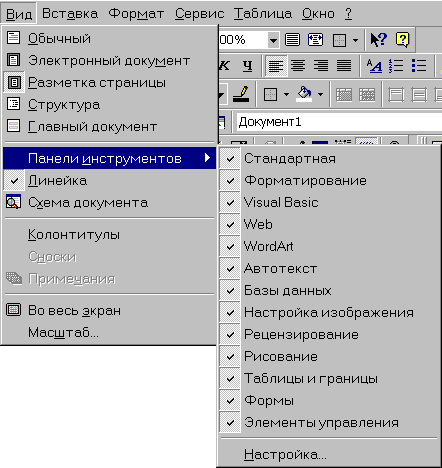 Вид Вставка Формат Сервис Таблица Окно ?
Обычный
00%
Электронный документ
К Ч
Разметка страницы
Структура
Главный документ
Документ1
Панели инструментов
Линейка
Схема документа
Колонтитулы
Сноски
Примечания
Во весь экран
Масштаб...
Стандартная
Форматирование
Visual Basic
Web
WordArt
Автотекст
Базы данных
Настройка изображения
Рецензирование
Рисование
Таблицы и границы
Формы
Элементы управления
Настройка...